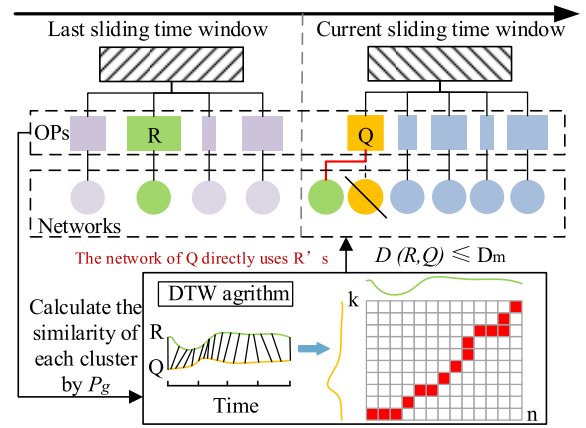 Last sliding time window
Current sliding time window
OPs
R
Q
Networks
The network of Q directly uses R’s
D (R,Q) ≤ Dm
Calculate the
similarity of
each cluster
by Pg
DTW agrithm
R
Q
Time
k
n